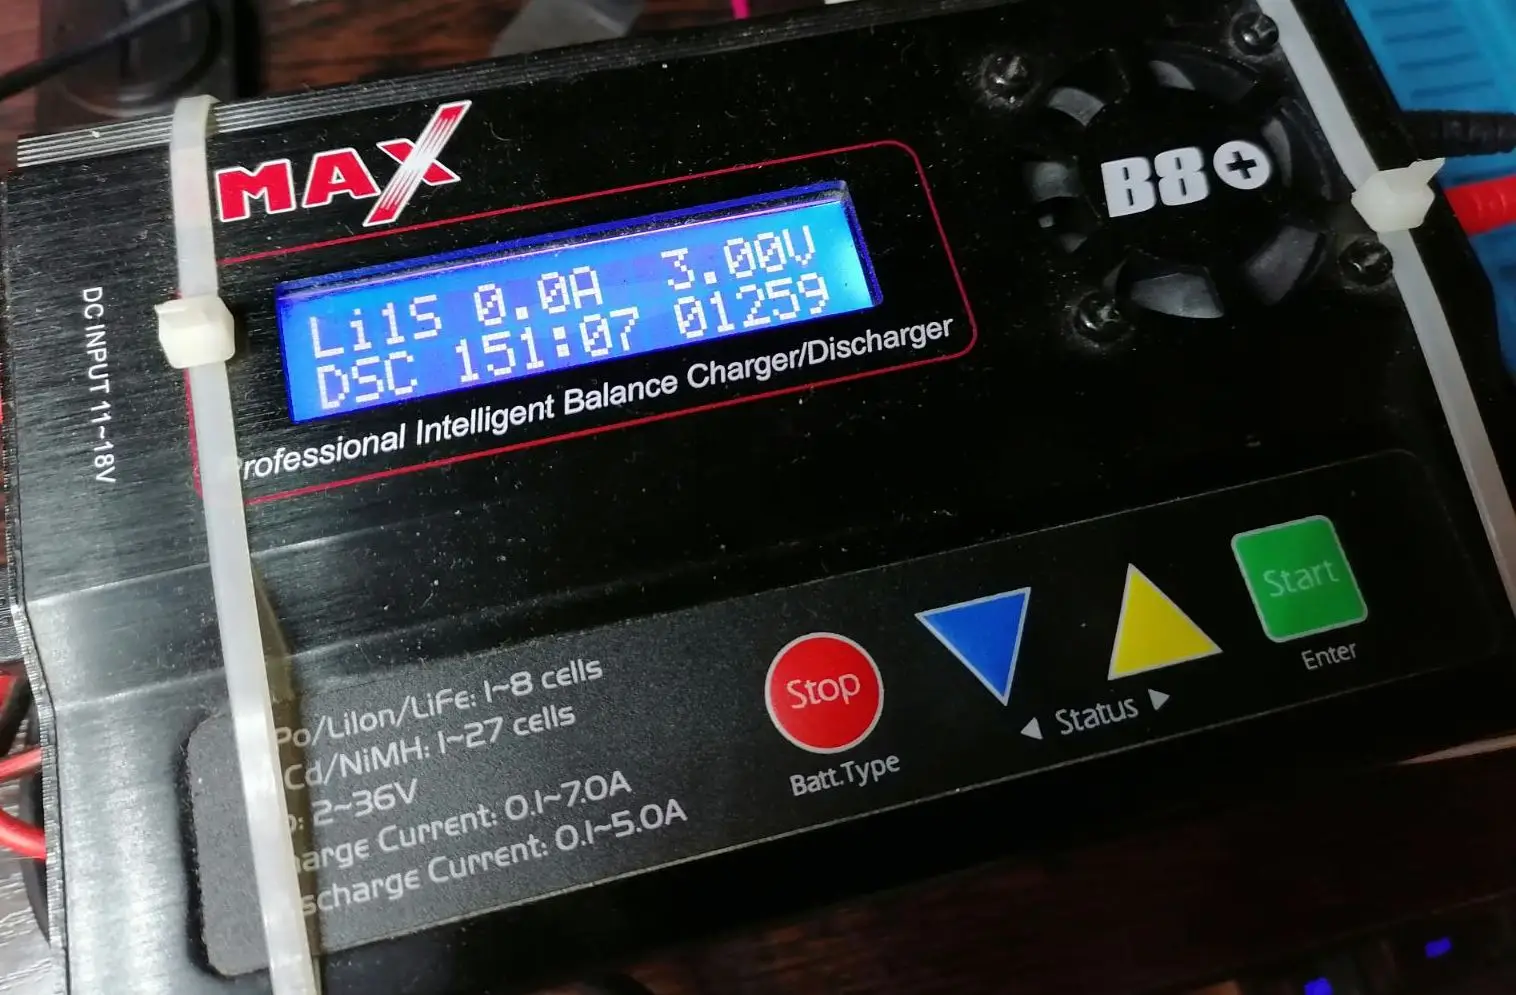 MAX
B8+
Li1S 0.0A 3.00V
DSC 151:07 01259
rofessional Intelligent Balance Charger/Discharger
DC INPUT 11~18V
Po/LiIon/LiFe: 1~8 cells
Cd/NiMH: 1~27 cells
: 2~36V
arge Current: 0.1~7.0A
scharge Current: 0.1~5.0A
Stop
Batt.Type
◀ Status ▶
Start
Enter